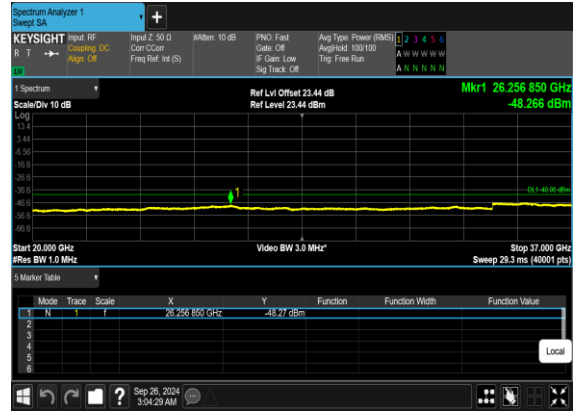 Spectrum Analyzer 1
Swept SA
+
KEYSIGHT Input: RF
R T Coupling: DC
Align: Off
Input Z: 50 Ω
Corr CCorr
Freq Ref: Int (S)
#Atten: 10 dB
PNO: Fast
Gate: Off
IF Gain: Low
Sig Track: Off
Avg Type: Power (RMS)
Avg|Hold: 100/100
Trig: Free Run
1 2 3 4 5 6
A W W W W W
A N N N N N
1 Spectrum
Scale/Div 10 dB
Ref Lvl Offset 23.44 dB
Ref Level 23.44 dBm
Mkr1 26.256 850 GHz
-48.266 dBm
Log
13.4
3.44
-6.56
-16.6
-26.6
-36.6
-46.6
-56.6
-66.6
1
DL1 -40.00 dBm
Start 20.000 GHz
#Res BW 1.0 MHz
Video BW 3.0 MHz*
Stop 37.000 GHz
Sweep 29.3 ms (40001 pts)
5 Marker Table
Mode Trace Scale X Y Function Function Width Function Value
1 N 1 f 26.256 850 GHz -48.27 dBm
2
3
4
5
6
Local
?
Sep 26, 2024
3:04:29 AM